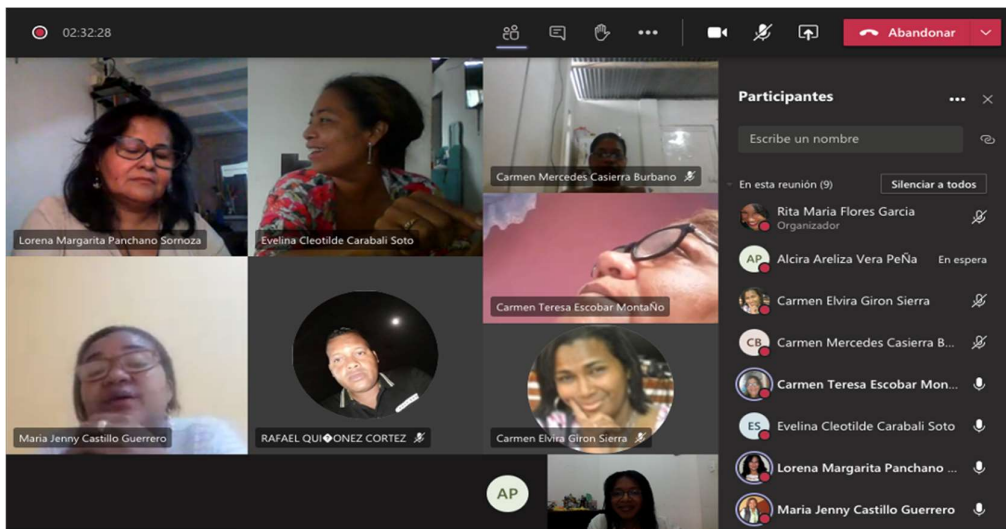 02:32:28
Abandonar
Lorena Margarita Panchano Sornoza
Evelina Cleotilde Carabali Soto
Carmen Mercedes Casierra Burbano
Carmen Teresa Escobar MontaÑo
Maria Jenny Castillo Guerrero
RAFAEL QUI�ONEZ CORTEZ
Carmen Elvira Giron Sierra
AP
Participantes
Escribe un nombre
En esta reunión (9)
Silenciar a todos
Rita Maria Flores Garcia
Organizador
AP
Alcira Areliza Vera PeÑa
En espera
Carmen Elvira Giron Sierra
CB
Carmen Mercedes Casierra B...
Carmen Teresa Escobar Mon...
ES
Evelina Cleotilde Carabali Soto
Lorena Margarita Panchano ...
Maria Jenny Castillo Guerrero